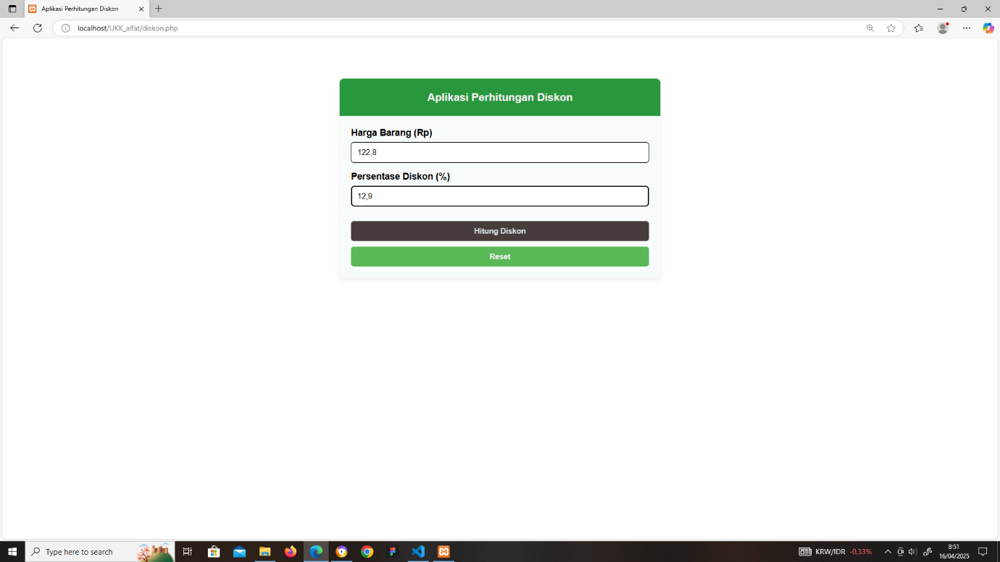 Aplikasi Perhitungan Diskon
localhost/UKK_alfat/diskon.php
Aplikasi Perhitungan Diskon
Harga Barang (Rp)
122,8
Persentase Diskon (%)
12,9
Hitung Diskon
Reset
Type here to search
KRW/IDR -0,33%
8:51
16/04/2025